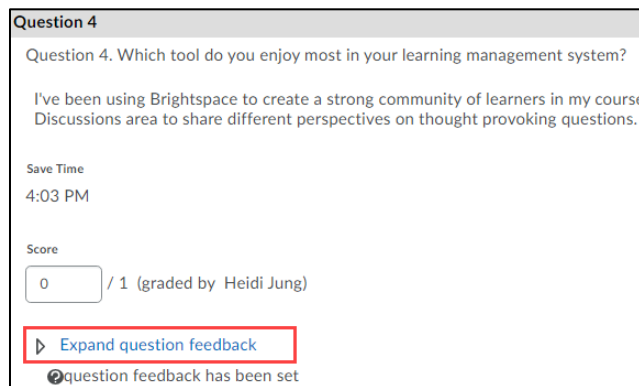 Question 4
Question 4. Which tool do you enjoy most in your learning management system?
I've been using Brightspace to create a strong community of learners in my course
Discussions area to share different perspectives on thought provoking questions.
Save Time
4:03 PM
Score
0 / 1 (graded by Heidi Jung)
Expand question feedback
question feedback has been set